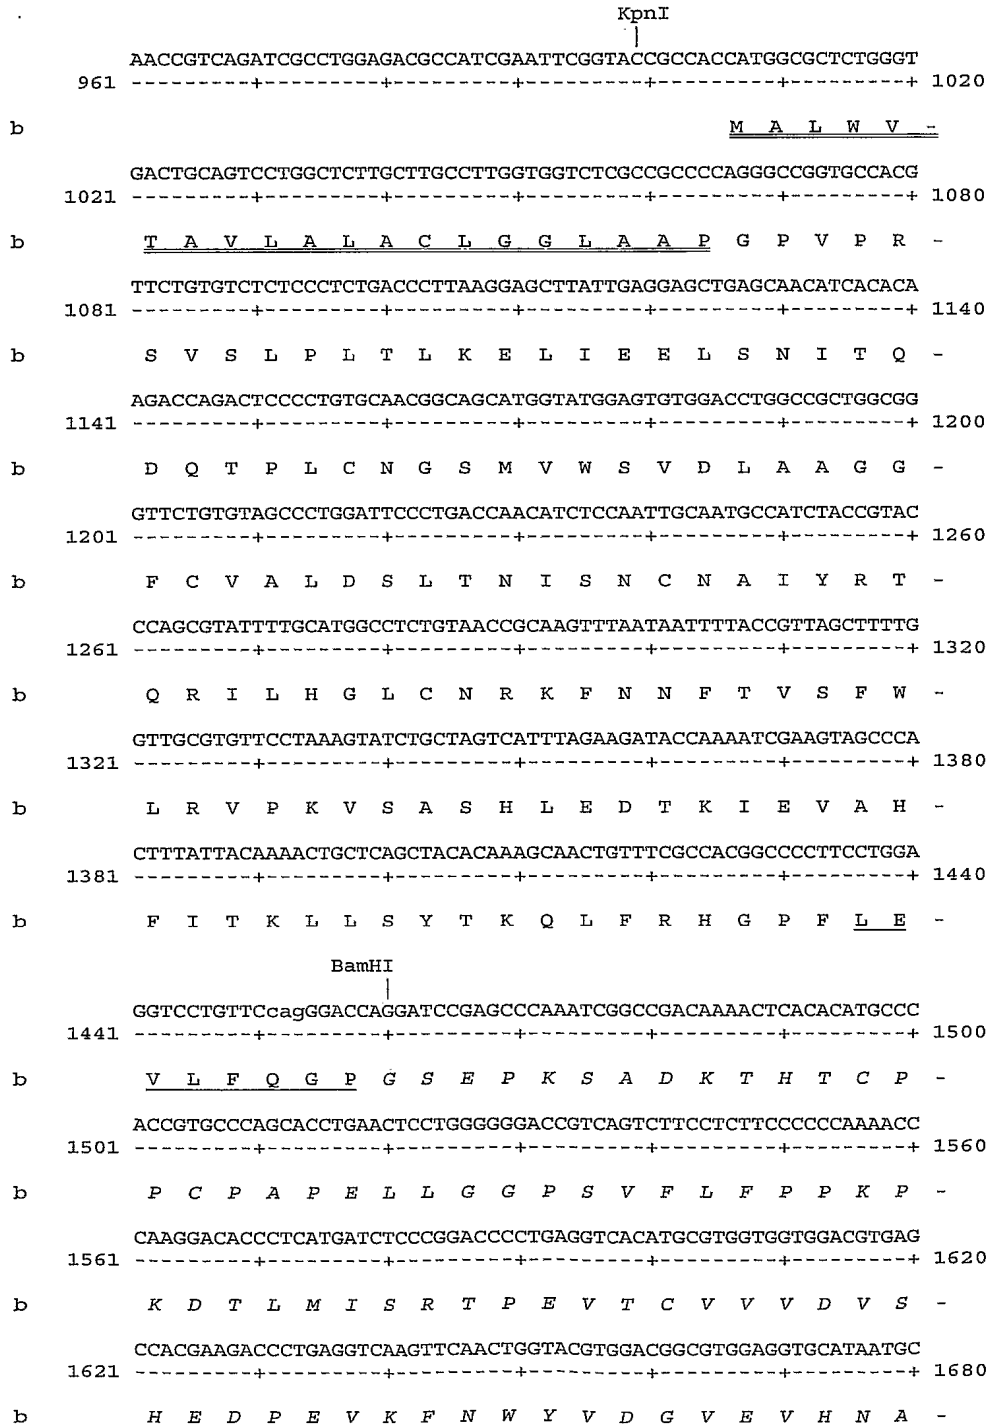 KpnI
|
AACCGTCAGATCGCCTGGAGACGCCATCGAATTCGGTACCGCCACCATGGCGCTCTGGGT
961 ---------+---------+---------+---------+---------+---------+ 1020
b M A L W V -
GACTGCAGTCCTGGCTCTTGCTTGCCTTGGTGGTCTCGCCGCCCCAGGGCCGGTGCCACG
1021 ---------+---------+---------+---------+---------+---------+ 1080
b T A V L A L A C L G G L A A P G P V P R -
TTCTGTGTCTCTCCCTCTGACCCTTAAGGAGCTTATTGAGGAGCTGAGCAACATCACACA
1081 ---------+---------+---------+---------+---------+---------+ 1140
b S V S L P L T L K E L I E E L S N I T Q -
AGACCAGACTCCCCTGTGCAACGGCAGCATGGTATGGAGTGTGGACCTGGCCGCTGGCGG
1141 ---------+---------+---------+---------+---------+---------+ 1200
b D Q T P L C N G S M V W S V D L A A G G -
GTTCTGTGTAGCCCTGGATTCCCTGACCAACATCTCCAATTGCAATGCCATCTACCGTAC
1201 ---------+---------+---------+---------+---------+---------+ 1260
b F C V A L D S L T N I S N C N A I Y R T -
CCAGCGTATTTTGCATGGCCTCTGTAACCGCAAGTTTAATAATTTTACCGTTAGCTTTTG
1261 ---------+---------+---------+---------+---------+---------+ 1320
b Q R I L H G L C N R K F N N F T V S F W -
GTTGCGTGTTCCTAAAGTATCTGCTAGTCATTTAGAAGATACCAAAATCGAAGTAGCCCA
1321 ---------+---------+---------+---------+---------+---------+ 1380
b L R V P K V S A S H L E D T K I E V A H -
CTTTATTACAAAACTGCTCAGCTACACAAAGCAACTGTTTCGCCACGGCCCCTTCCTGGA
1381 ---------+---------+---------+---------+---------+---------+ 1440
b F I T K L L S Y T K Q L F R H G P F L E -
BamHI
|
GGTCCTGTTCcagGGACCAGGATCCGAGCCCAAATCGGCCGACAAAACTCACACATGCCC
1441 ---------+---------+---------+---------+---------+---------+ 1500
b V L F Q G P G S E P K S A D K T H T C P -
ACCGTGCCCAGCACCTGAACTCCTGGGGGGACCGTCAGTCTTCCTCTTCCCCCCAAAACC
1501 ---------+---------+---------+---------+---------+---------+ 1560
b P C P A P E L L G G P S V F L F P P K P -
CAAGGACACCCTCATGATCTCCCGGACCCCTGAGGTCACATGCGTGGTGGTGGACGTGAG
1561 ---------+---------+---------+---------+---------+---------+ 1620
b K D T L M I S R T P E V T C V V V D V S -
CCACGAAGACCCTGAGGTCAAGTTCAACTGGTACGTGGACGGCGTGGAGGTGCATAATGC
1621 ---------+---------+---------+---------+---------+---------+ 1680
b H E D P E V K F N W Y V D G V E V H N A -